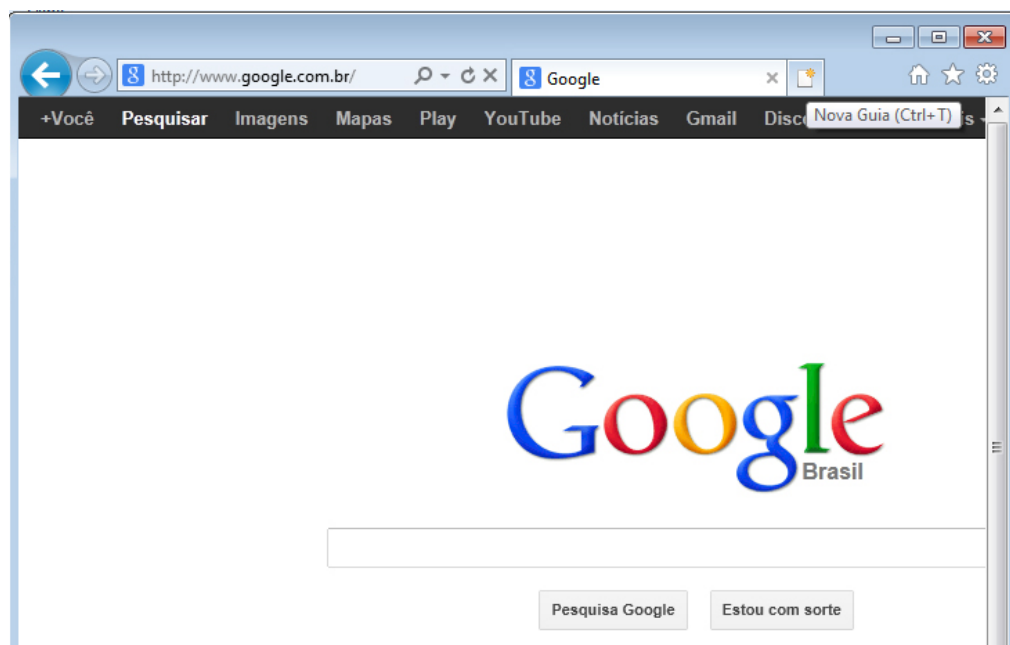 http://www.google.com.br/ Google
+Você Pesquisar Imagens Mapas Play YouTube Notícias Gmail
Nova Guia (Ctrl+T)
Google
Brasil
Pesquisa Google Estou com sorte